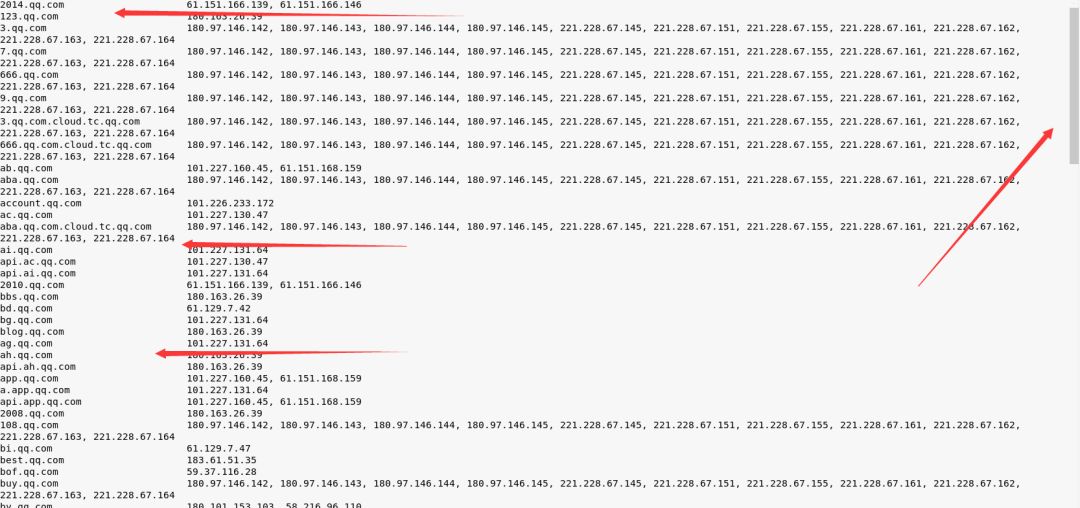 2014.qq.com 61.151.166.139, 61.151.166.146
123.qq.com 180.163.26.39
3.qq.com 180.97.146.142, 180.97.146.143, 180.97.146.144, 180.97.146.145, 221.228.67.145, 221.228.67.151, 221.228.67.155, 221.228.67.161, 221.228.67.162,
221.228.67.163, 221.228.67.164
7.qq.com 180.97.146.142, 180.97.146.143, 180.97.146.144, 180.97.146.145, 221.228.67.145, 221.228.67.151, 221.228.67.155, 221.228.67.161, 221.228.67.162,
221.228.67.163, 221.228.67.164
666.qq.com 180.97.146.142, 180.97.146.143, 180.97.146.144, 180.97.146.145, 221.228.67.145, 221.228.67.151, 221.228.67.155, 221.228.67.161, 221.228.67.162,
221.228.67.163, 221.228.67.164
9.qq.com 180.97.146.142, 180.97.146.143, 180.97.146.144, 180.97.146.145, 221.228.67.145, 221.228.67.151, 221.228.67.155, 221.228.67.161, 221.228.67.162,
221.228.67.163, 221.228.67.164
3.qq.com.cloud.tc.qq.com 180.97.146.142, 180.97.146.143, 180.97.146.144, 180.97.146.145, 221.228.67.145, 221.228.67.151, 221.228.67.155, 221.228.67.161, 221.228.67.162,
221.228.67.163, 221.228.67.164
666.qq.com.cloud.tc.qq.com 180.97.146.142, 180.97.146.143, 180.97.146.144, 180.97.146.145, 221.228.67.145, 221.228.67.151, 221.228.67.155, 221.228.67.161, 221.228.67.162,
221.228.67.163, 221.228.67.164
ab.qq.com 101.227.160.45, 61.151.168.159
aba.qq.com 180.97.146.142, 180.97.146.143, 180.97.146.144, 180.97.146.145, 221.228.67.145, 221.228.67.151, 221.228.67.155, 221.228.67.161, 221.228.67.162,
221.228.67.163, 221.228.67.164
account.qq.com 101.226.233.172
ac.qq.com 101.227.130.47
aba.qq.com.cloud.tc.qq.com 180.97.146.142, 180.97.146.143, 180.97.146.144, 180.97.146.145, 221.228.67.145, 221.228.67.151, 221.228.67.155, 221.228.67.161, 221.228.67.162,
221.228.67.163, 221.228.67.164
ai.qq.com 101.227.131.64
api.ac.qq.com 101.227.130.47
api.ai.qq.com 101.227.131.64
2010.qq.com 61.151.166.139, 61.151.166.146
bbs.qq.com 180.163.26.39
bd.qq.com 61.129.7.42
bg.qq.com 101.227.131.64
blog.qq.com 180.163.26.39
ag.qq.com 101.227.131.64
ah.qq.com 180.163.26.39
api.ah.qq.com 180.163.26.39
app.qq.com 101.227.160.45, 61.151.168.159
a.app.qq.com 101.227.131.64
api.app.qq.com 101.227.160.45, 61.151.168.159
2008.qq.com 180.163.26.39
108.qq.com 180.97.146.142, 180.97.146.143, 180.97.146.144, 180.97.146.145, 221.228.67.145, 221.228.67.151, 221.228.67.155, 221.228.67.161, 221.228.67.162,
221.228.67.163, 221.228.67.164
bi.qq.com 61.129.7.47
best.qq.com 183.61.51.35
bof.qq.com 59.37.116.28
buy.qq.com 180.97.146.142, 180.97.146.143, 180.97.146.144, 180.97.146.145, 221.228.67.145, 221.228.67.151, 221.228.67.155, 221.228.67.161, 221.228.67.162,
221.228.67.163, 221.228.67.164
by.qq.com 180.101.153.103, 58.216.96.110